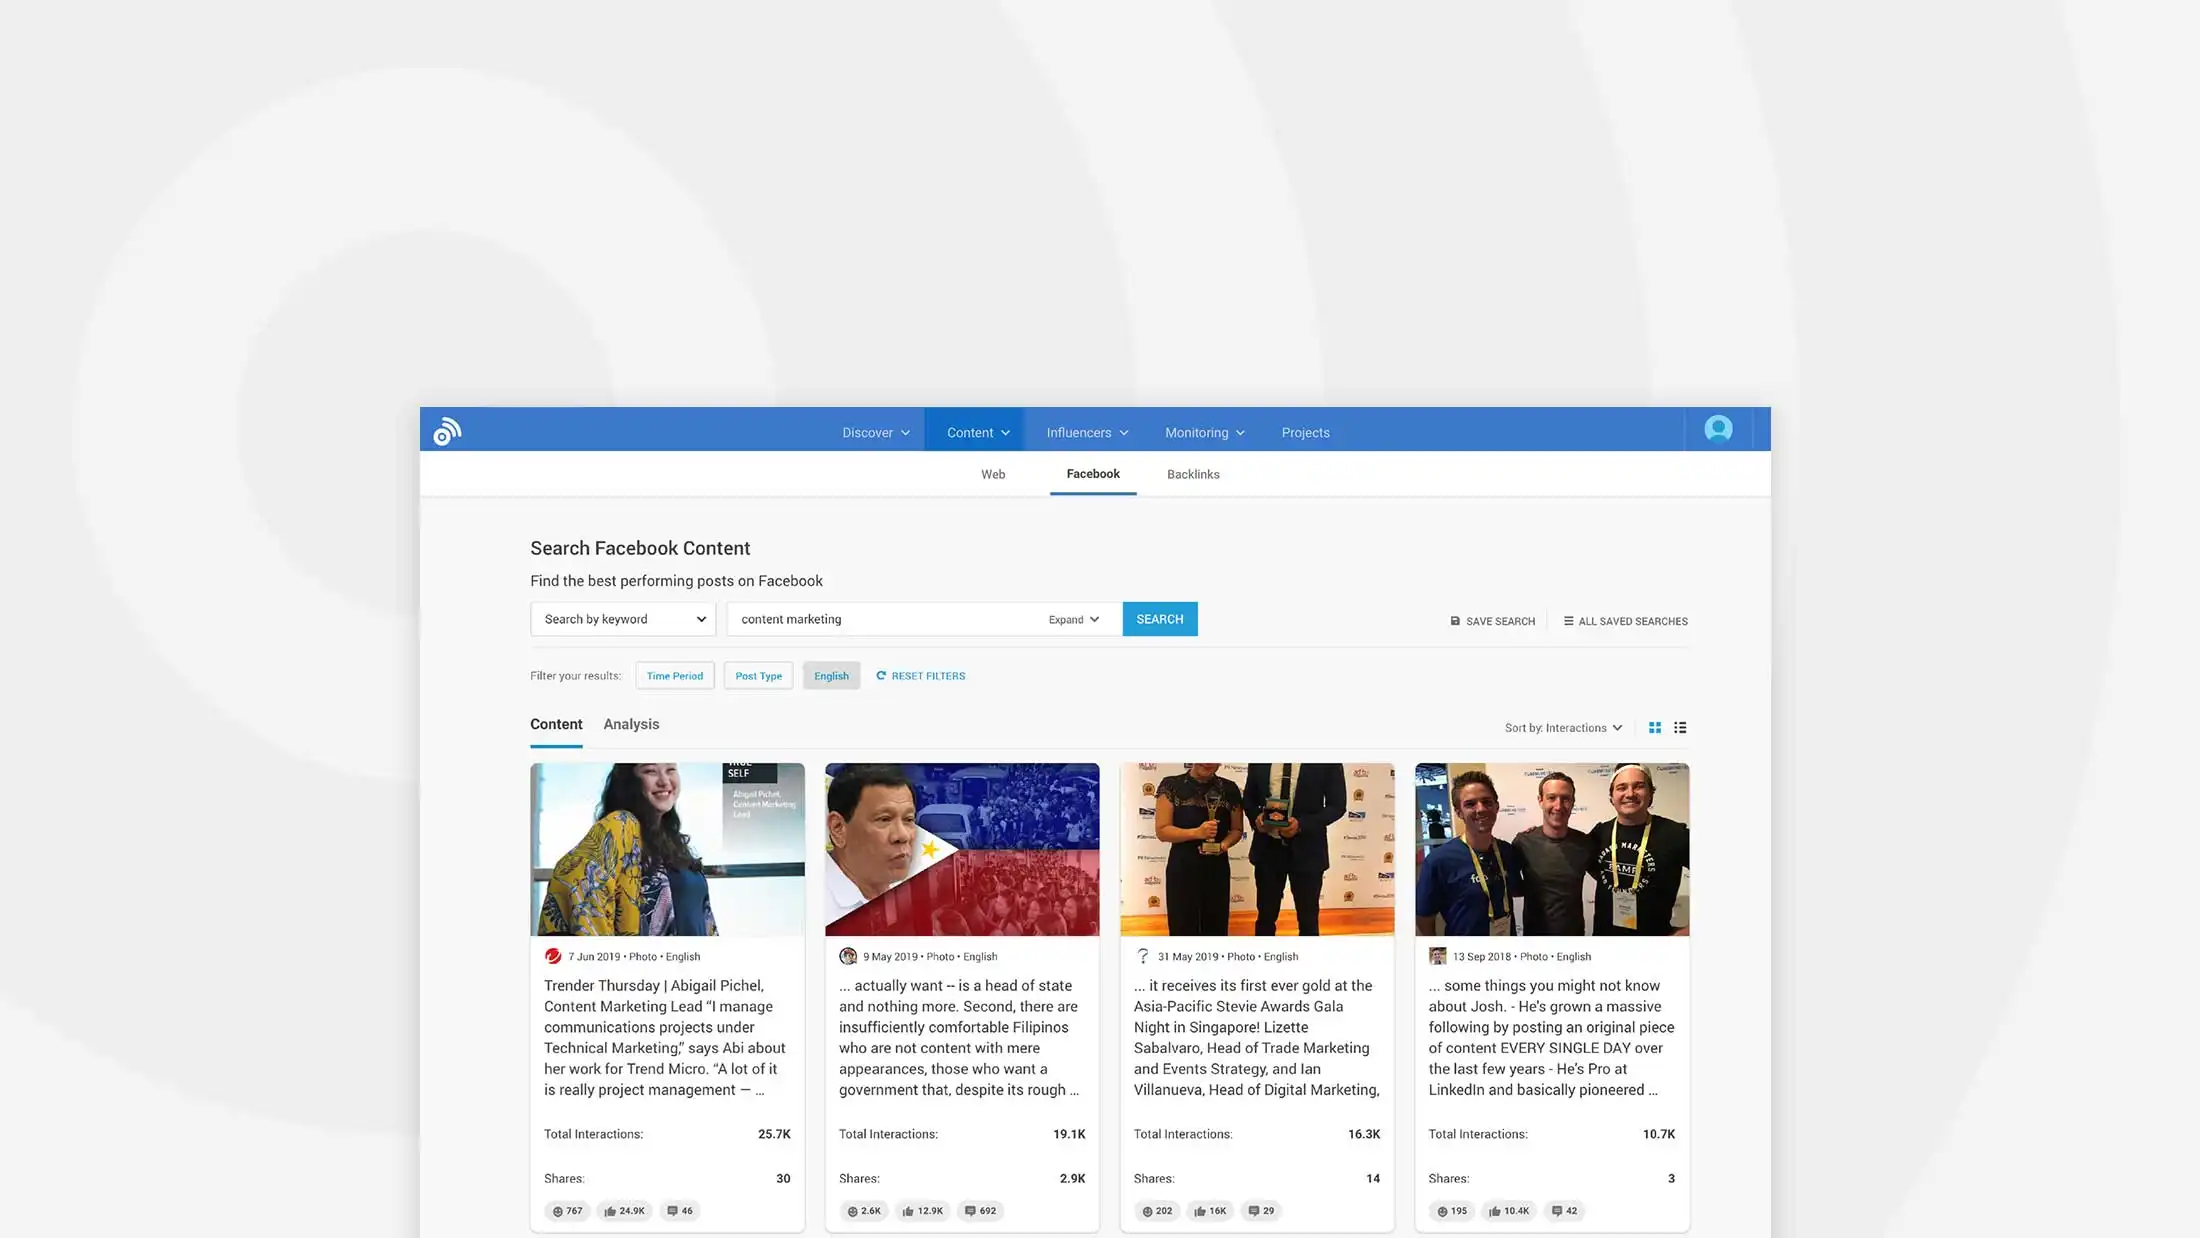 Discover
Content
Influencers
Monitoring
Projects
Web
Facebook
Backlinks
Search Facebook Content
Find the best performing posts on Facebook
Search by keyword
content marketing
Expand
SEARCH
SAVE SEARCH
ALL SAVED SEARCHES
Filter your results:
Time Period
Post Type
English
RESET FILTERS
Content
Analysis
Sort by: Interactions
SELF
Abigail Pichel,
Content Marketing
Lead
7 Jun 2019 • Photo • English
Trender Thursday | Abigail Pichel,
Content Marketing Lead “I manage
communications projects under
Technical Marketing,” says Abi about
her work for Trend Micro. “A lot of it
is really project management — ...
Total Interactions:
25.7K
Shares:
30
767
24.9K
46
9 May 2019 • Photo • English
... actually want -- is a head of state
and nothing more. Second, there are
insufficiently comfortable Filipinos
who are not content with mere
appearances, those who want a
government that, despite its rough ...
Total Interactions:
19.1K
Shares:
2.9K
2.6K
12.9K
692
31 May 2019 • Photo • English
... it receives its first ever gold at the
Asia-Pacific Stevie Awards Gala
Night in Singapore! Lizette
Sabalvaro, Head of Trade Marketing
and Events Strategy, and Ian
Villanueva, Head of Digital Marketing,
Total Interactions:
16.3K
Shares:
14
202
16K
29
13 Sep 2018 • Photo • English
... some things you might not know
about Josh. - He's grown a massive
following by posting an original piece
of content EVERY SINGLE DAY over
the last few years - He's Pro at
LinkedIn and basically pioneered ...
Total Interactions:
10.7K
Shares:
3
195
10.4K
42